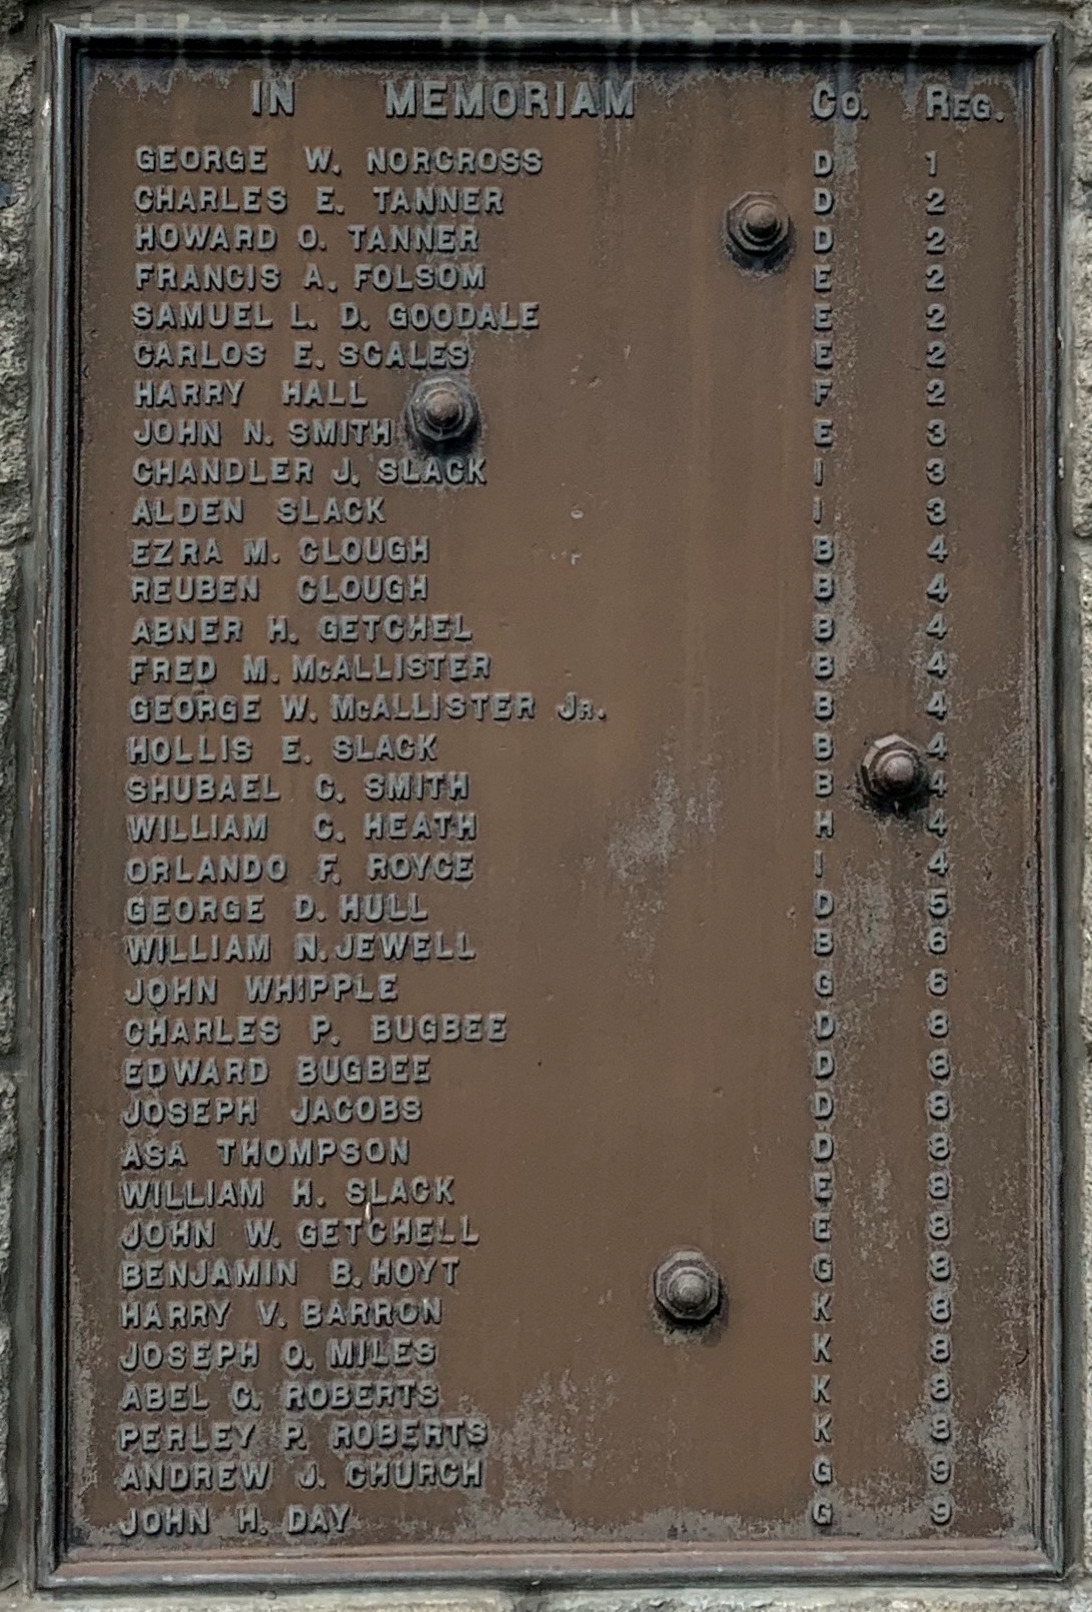 IN MEMORIAM Co. REG.
GEORGE W. NORCROSS D 1
CHARLES E. TANNER D 2
HOWARD O. TANNER D 2
FRANCIS A. FOLSOM E 2
SAMUEL L. D. GOODALE E 2
CARLOS E. SCALES E 2
HARRY HALL F 2
JOHN N. SMITH E 3
CHANDLER J. SLACK I 3
ALDEN SLACK I 3
EZRA M. CLOUGH B 4
REUBEN CLOUGH B 4
ABNER H. GETCHEL B 4
FRED M. McALLISTER B 4
GEORGE W. McALLISTER JR. B 4
HOLLIS E. SLACK B 4
SHUBAEL C. SMITH B 4
WILLIAM C. HEATH H 4
ORLANDO F. ROYCE I 4
GEORGE D. HULL D 5
WILLIAM N. JEWELL B 6
JOHN WHIPPLE G 6
CHARLES P. BUGBEE D 8
EDWARD BUGBEE D 8
JOSEPH JACOBS D 8
ASA THOMPSON D 8
WILLIAM H. SLACK E 8
JOHN W. GETCHELL E 8
BENJAMIN B. HOYT G 8
HARRY V. BARRON K 8
JOSEPH O. MILES K 8
ABEL C. ROBERTS K 8
PERLEY P. ROBERTS K 8
ANDREW J. CHURCH G 9
JOHN H. DAY G 9